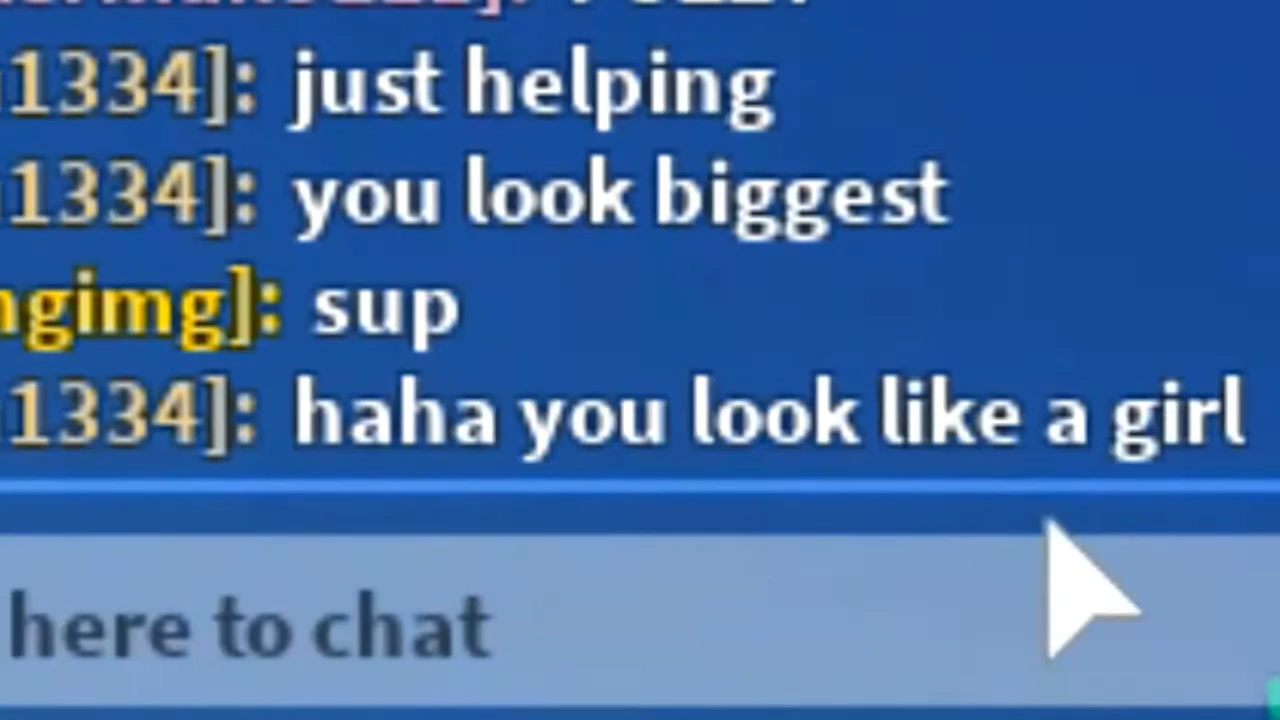 1334]: just helping
1334]: you look biggest
ngimg]: sup
1334]: haha you look like a girl
here to chat